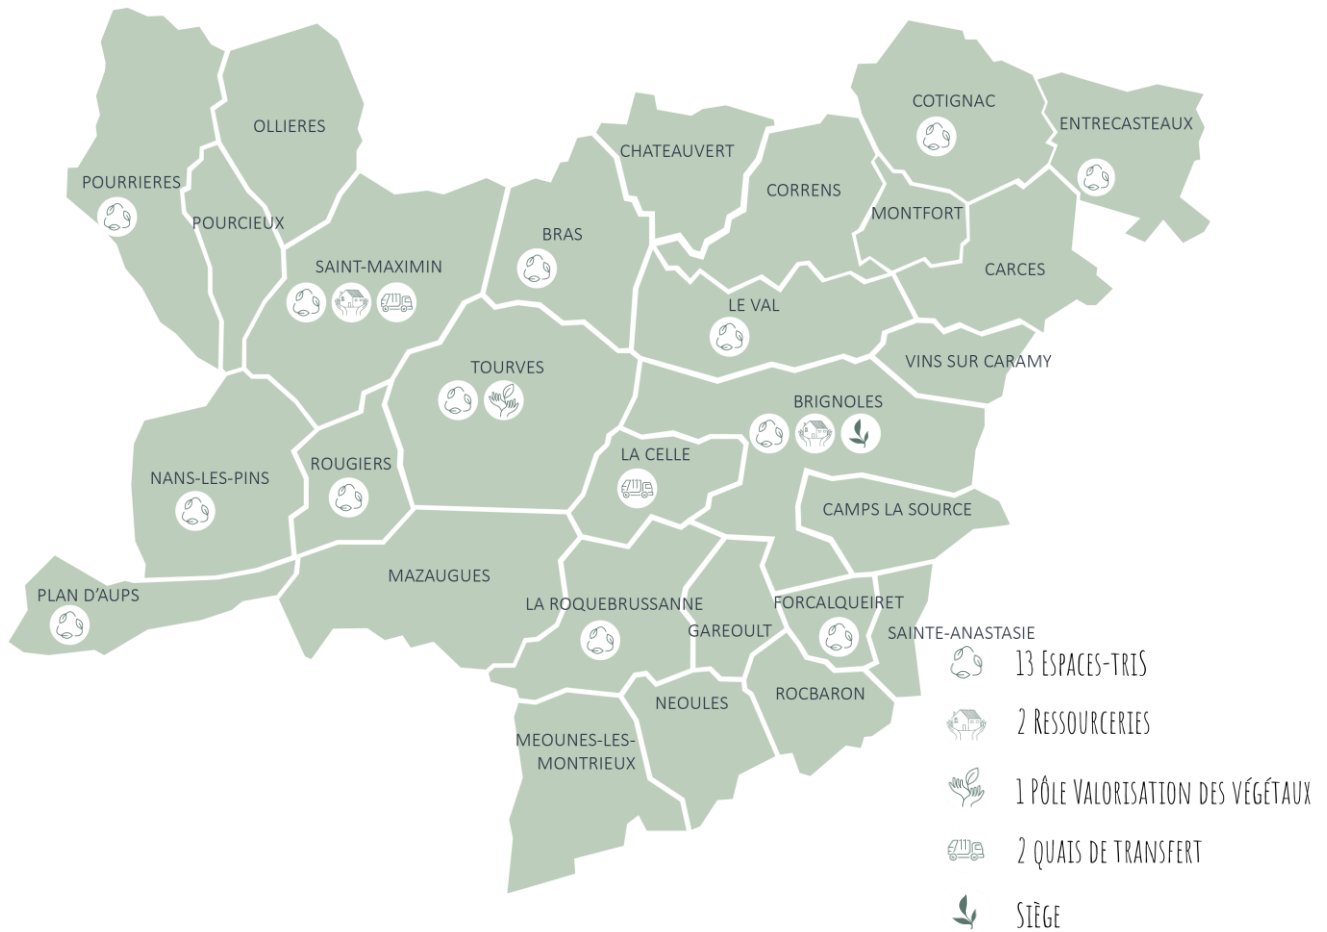 COTIGNAC
ENTRECASTEAUX
OLLIERES
CHATEAUVERT
POURRIERES
CORRENS
MONTFORT
POURCIEUX
BRAS
SAINT-MAXIMIN
CARCES
LE VAL
TOURVES
VINS SUR CARAMY
BRIGNOLES
LA CELLE
ROUGIERS
NANS-LES-PINS
CAMPS LA SOURCE
MAZAUGUES
PLAN D'AUPS
LA ROQUEBRUSSANNE
FORCALQUEIRET
GAREOULT
SAINTE-ANASTASIE
ROCBARON
NEOULES
MEOUNES-LES-
MONTRIEUX
13 Espaces-triS
2 Ressourceries
1 Pôle Valorisation des végétaux
2 quais de transfert
Siège